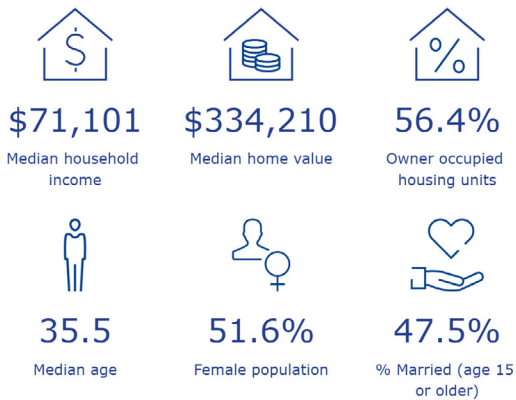 $
%
$71,101
$334,210
56.4%
Median household
income
Median home value
Owner occupied
housing units
35.5
51.6%
47.5%
Median age
Female population
% Married (age 15
or older)